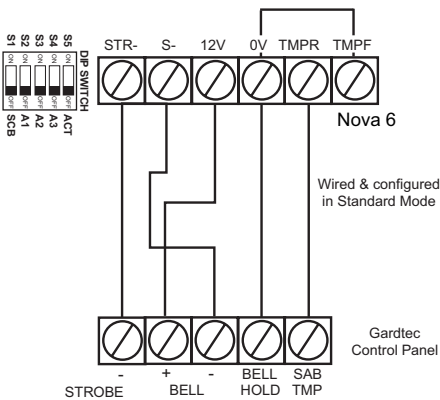 STR- S- 12V 0V TMPR TMPF
DIP SWITCH
S1 S2 S3 S4 S5
ON ON ON ON ON
OFF OFF OFF OFF OFF
SCB A1 A2 A3 ACT
Nova 6
Wired & configured
in Standard Mode
Gardtec
Control Panel
- + - BELL SAB
STROBE BELL HOLD TMP